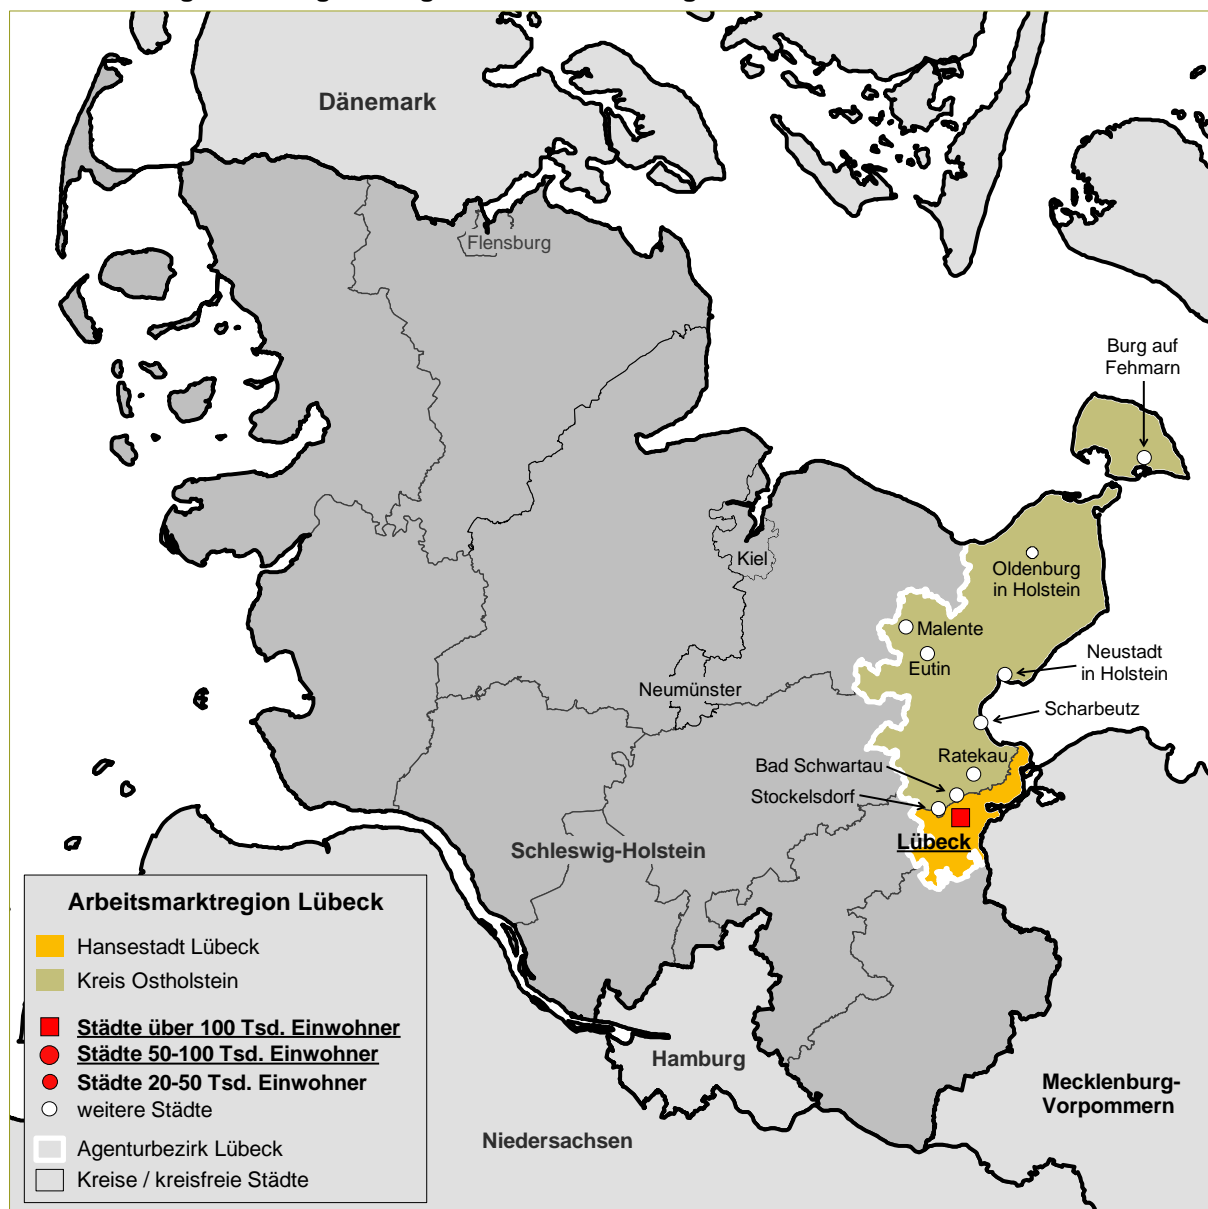 Dänemark
Flensburg
Burg auf
Fehmarn
Kiel
Oldenburg
in Holstein
Malente
Eutin
Neustadt
in Holstein
Neumünster
Scharbeutz
Ratekau
Bad Schwartau
Stockelsdorf
Lübeck
Schleswig-Holstein
Arbeitsmarktregion Lübeck
Hansestadt Lübeck
Kreis Ostholstein
Städte über 100 Tsd. Einwohner
Städte 50-100 Tsd. Einwohner
Städte 20-50 Tsd. Einwohner
weitere Städte
Agenturbezirk Lübeck
Kreise / kreisfreie Städte
Hamburg
Mecklenburg-
Vorpommern
Niedersachsen